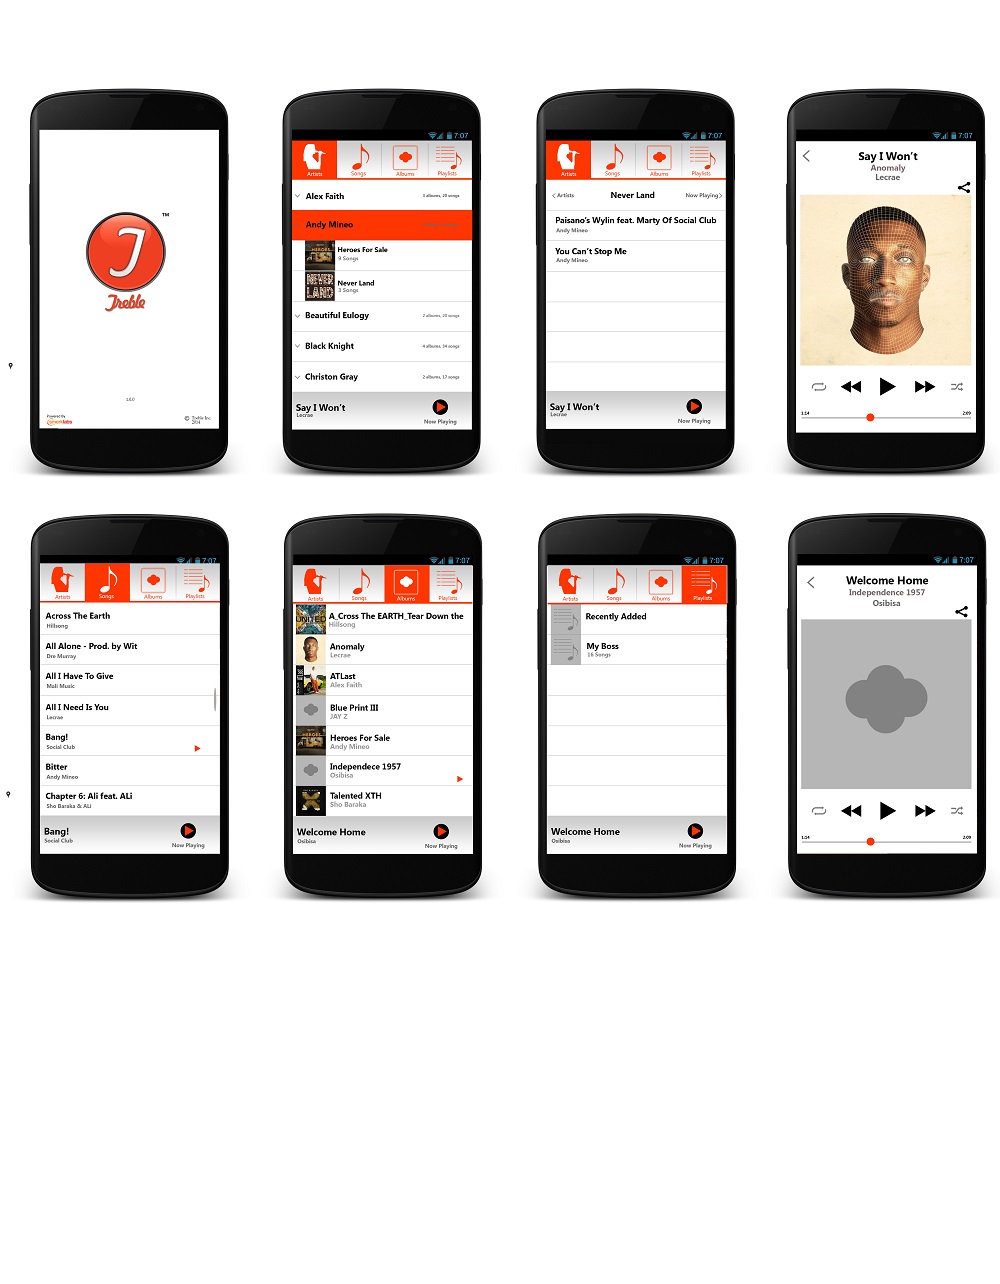 TM
Treble
1.0.0
Powered By
© Treble Inc.
2014
7:07
Artists
Songs
Albums
Playlists
Alex Faith
3 albums, 20 songs
Andy Mineo
Heroes For Sale
9 Songs
Never Land
3 Songs
Beautiful Eulogy
2 albums, 20 songs
Black Knight
4 albums, 34 songs
Christon Gray
2 albums, 17 songs
Say I Won't
Lecrae
Now Playing
7:07
Artists
Songs
Albums
Playlists
Artists
Never Land
Now Playing
Paisano's Wylin feat. Marty Of Social Club
Andy Mineo
You Can't Stop Me
Andy Mineo
Say I Won't
Lecrae
Now Playing
7:07
Say I Won't
Anomaly
Lecrae
1:14
2:09
7:07
Artists
Songs
Albums
Playlists
Across The Earth
Hillsong
All Alone - Prod. by Wit
Dre Murray
All I Have To Give
Mali Music
All I Need Is You
Lecrae
Bang!
Social Club
Bitter
Andy Mineo
Chapter 6: Ali feat. ALi
Sho Baraka & ALi
Bang!
Social Club
Now Playing
7:07
Artists
Songs
Albums
Playlists
UNITED
A_Cross The EARTH_Tear Down the
Hillsong
Anomaly
Lecrae
ATLast
Alex Faith
Blue Print III
JAY Z
HEROES
Heroes For Sale
Andy Mineo
Independece 1957
Osibisa
Talented XTH
Sho Baraka
Welcome Home
Osibisa
Now Playing
7:07
Artists
Songs
Albums
Playlists
Recently Added
My Boss
16 Songs
Welcome Home
Osibisa
Now Playing
7:07
Welcome Home
Independence 1957
Osibisa
1:14
2:09